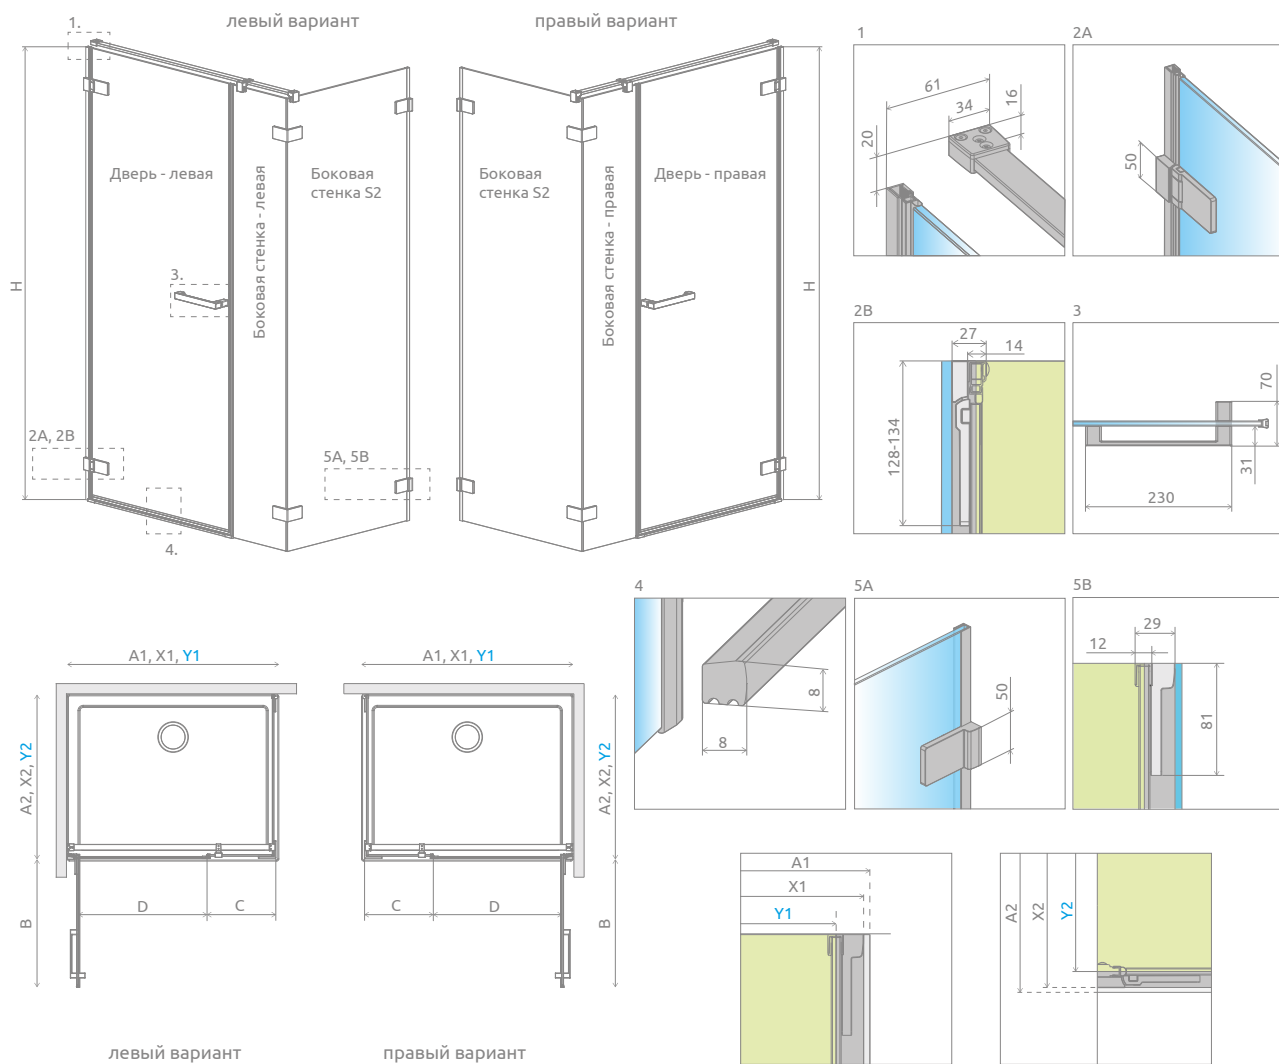 левый вариант
правый вариант
1.
H
Дверь - левая
Боковая стенка - левая
Боковая
стенка S2
3.
2A, 2B
5A, 5B
4.
Боковая
стенка S2
Боковая стенка - правая
Дверь - правая
H
1
61
34
16
20
2A
50
2B
27
14
128-134
3
70
31
230
4
8
8
5A
50
5B
29
12
81
A1, X1, Y1
A2, X2, Y2
B
D
C
левый вариант
A1, X1, Y1
A2, X2, Y2
B
C
D
правый вариант
A1
X1
Y1
A2
X2
Y2